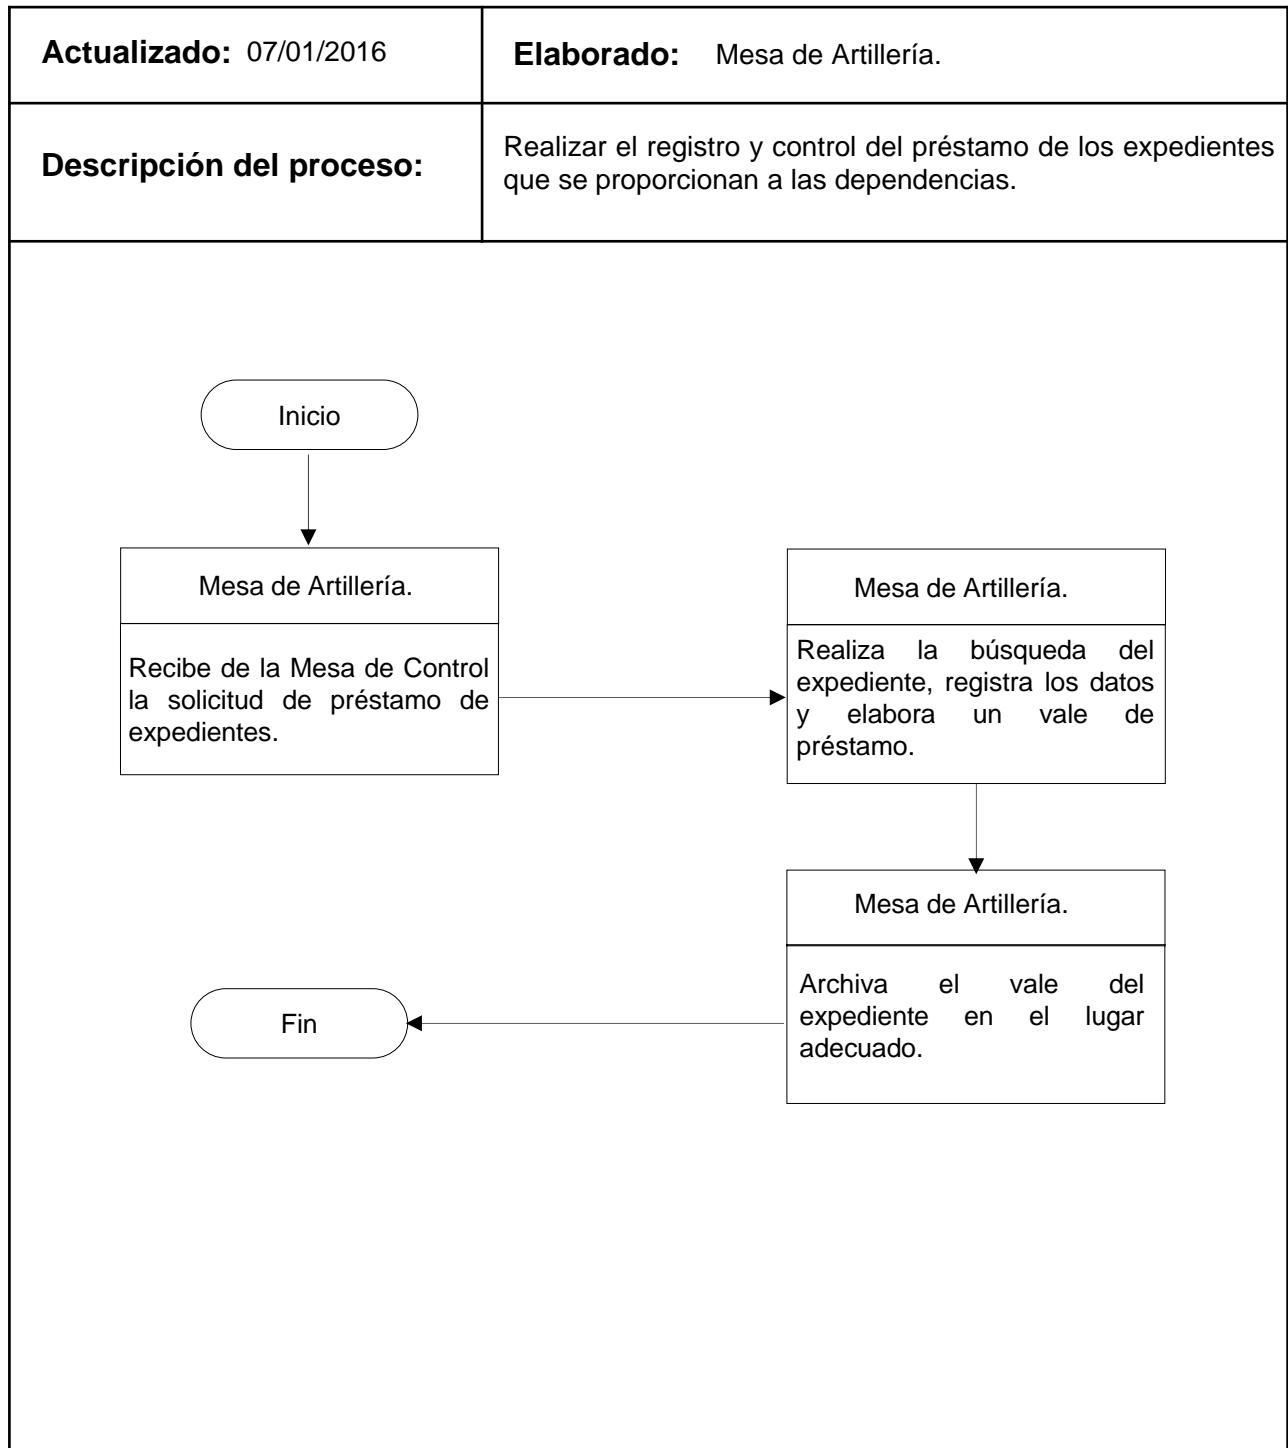 Actualizado: 07/01/2016
Elaborado: Mesa de Artillería.
Descripción del proceso:
Realizar el registro y control del préstamo de los expedientes
que se proporcionan a las dependencias.
Inicio
Mesa de Artillería.
Recibe de la Mesa de Control
la solicitud de préstamo de
expedientes.
Mesa de Artillería.
Realiza la búsqueda del
expediente, registra los datos
y elabora un vale de
préstamo.
Mesa de Artillería.
Archiva el vale del
expediente en el lugar
adecuado.
Fin